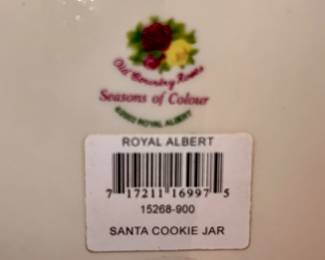 Old Country Roses
Seasons of Colour
©2002 ROYAL ALBERT
ROYAL ALBERT
7 17211 16997 5
15268-900
SANTA COOKIE JAR